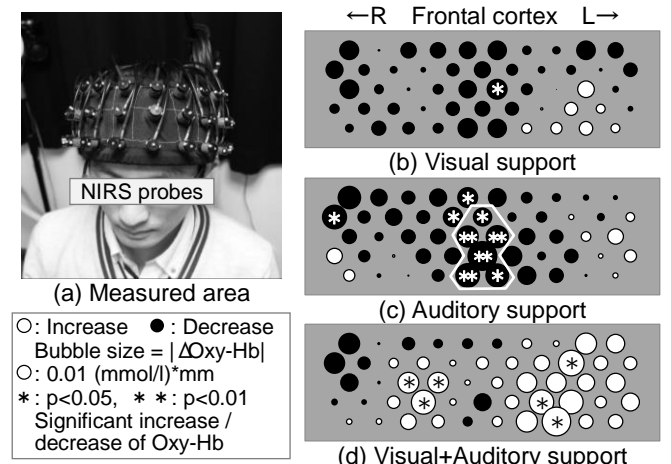 ←R Frontal cortex L→
NIRS probes
(a) Measured area
*
(b) Visual support
*
*
*
*
** **
**
** *
(c) Auditory support
○: Increase ●: Decrease
Bubble size = |ΔOxy-Hb|
○: 0.01 (mmol/l)*mm
*: p<0.05, * *: p<0.01
Significant increase /
decrease of Oxy-Hb
*
* *
* *
*
(d) Visual+Auditory support